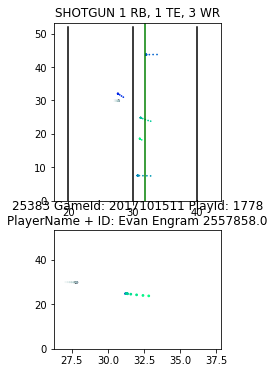 SHOTGUN 1 RB, 1 TE, 3 WR
50
40
30
20
10
0
20 30 40
25383 GameId: 2017101511 PlayId: 1778
PlayerName + ID: Evan Engram 2557858.0
40
20
0
27.5 30.0 32.5 35.0 37.5